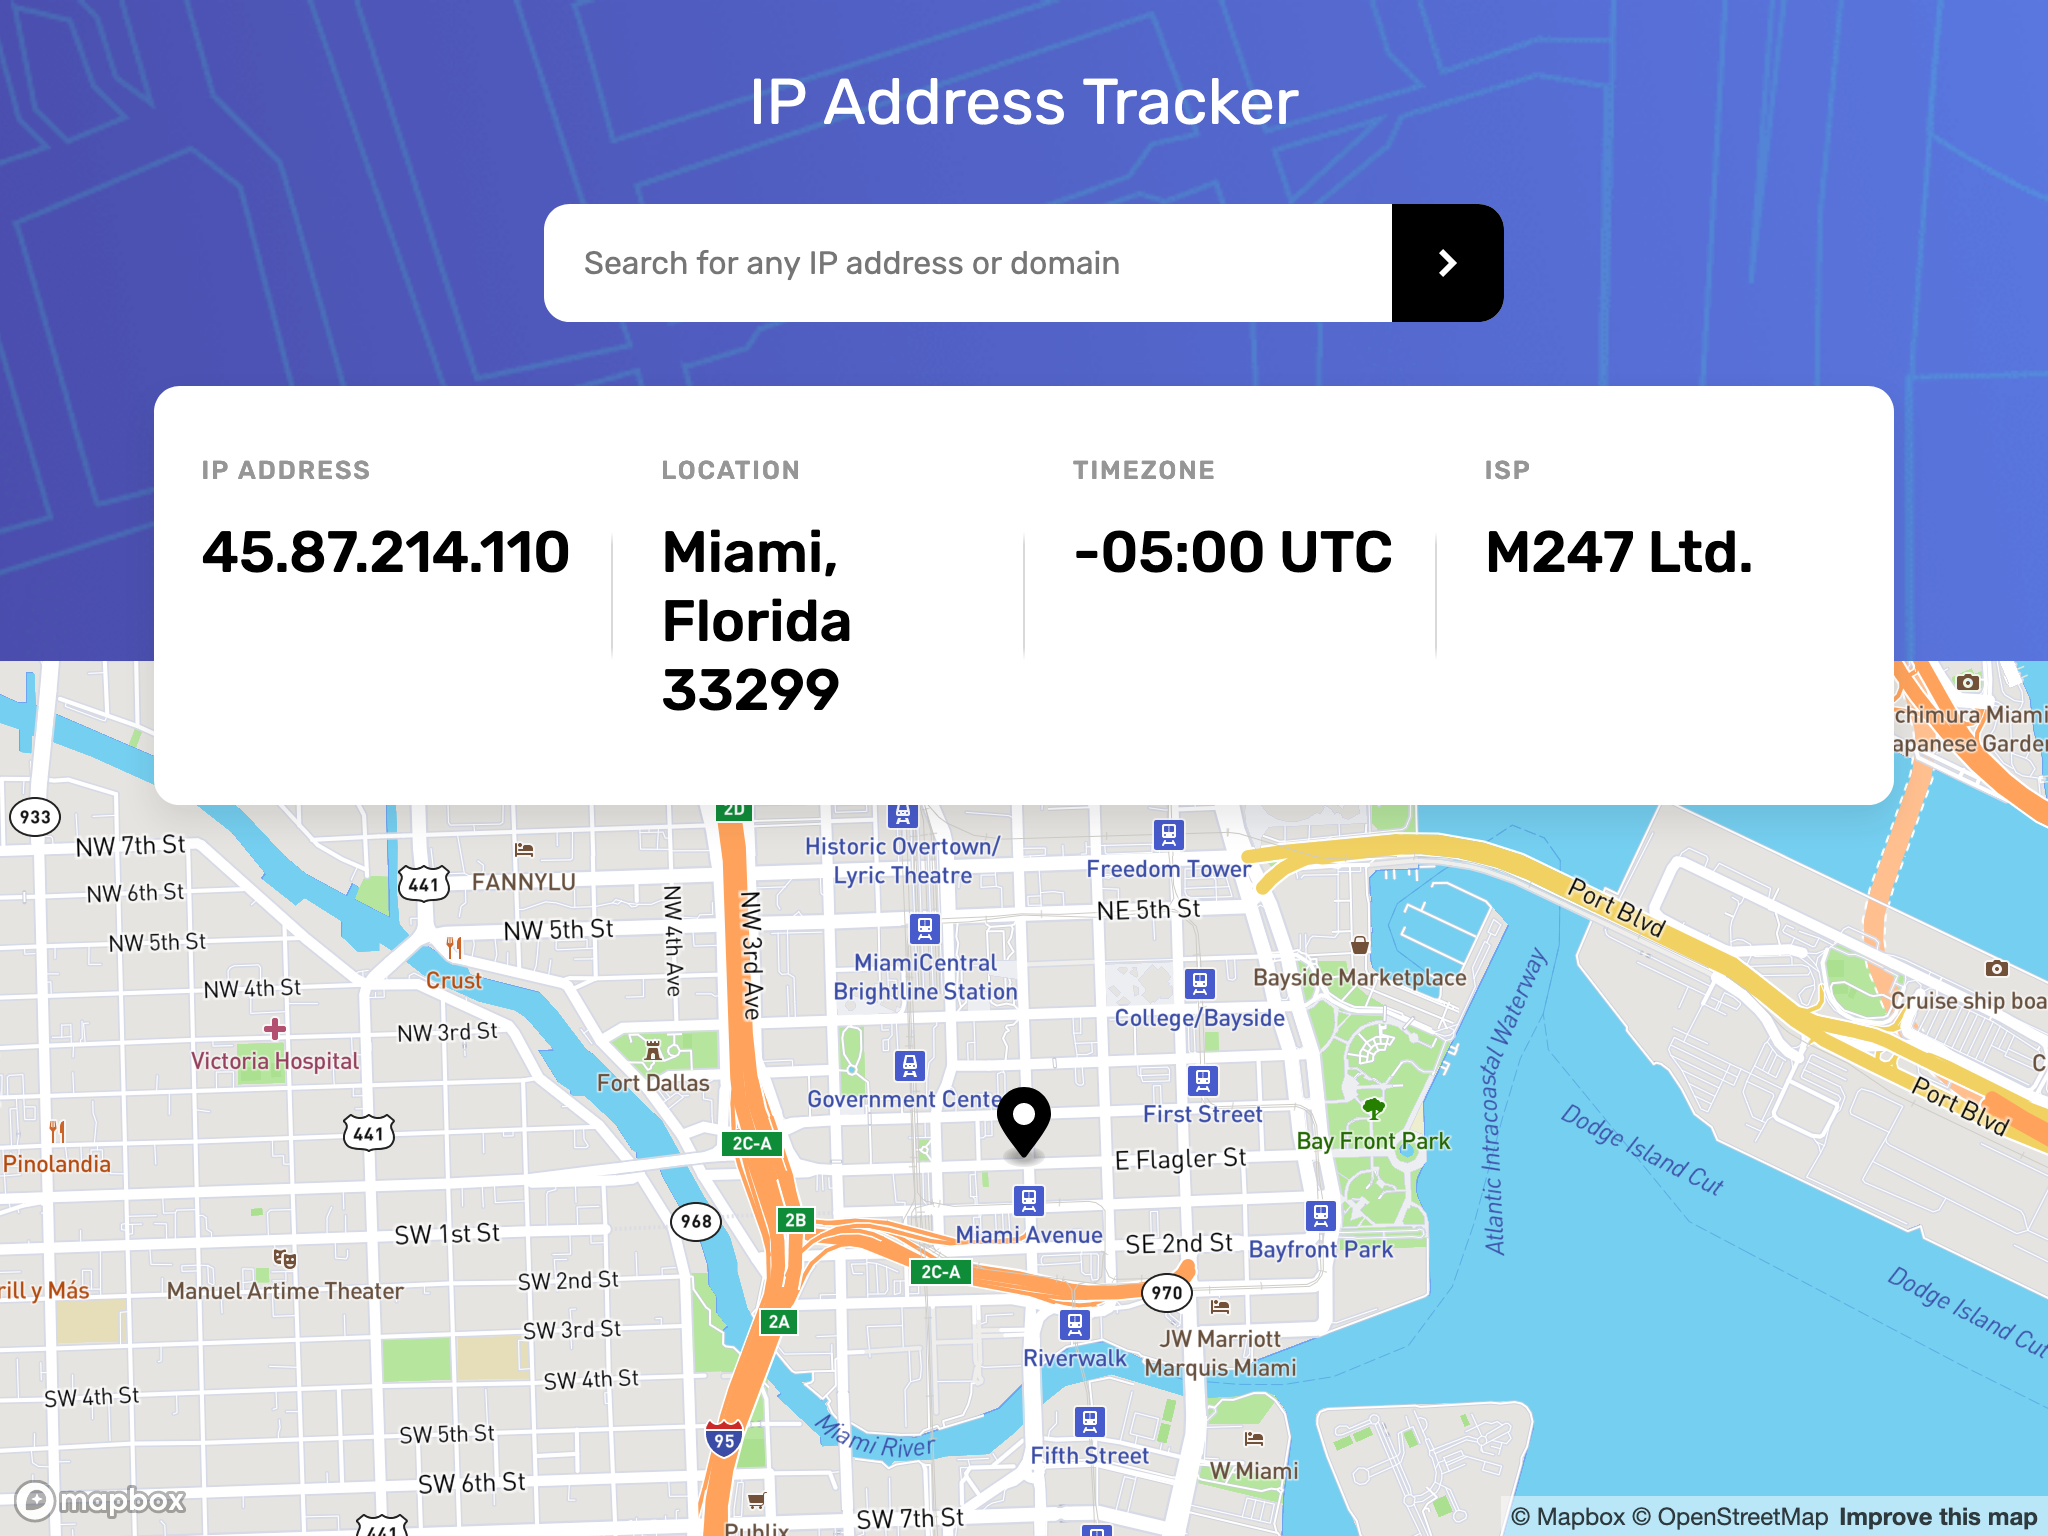 IP Address Tracker
Search for any IP address or domain
IP ADDRESS
45.87.214.110
LOCATION
Miami,
Florida
33299
TIMEZONE
-05:00 UTC
ISP
M247 Ltd.
chimura Miami
apanese Garde
933
NW 7th St
NW 6th St
NW 5th St
441
FANNYLU
NW 5th St
NW 4th Ave
2D
NW 3rd Ave
Historic Overtown/
Lyric Theatre
Freedom Tower
NE 5th St
Port Blvd
MiamiCentral
Brightline Station
College/Bayside
Bayside Marketplace
Atlantic Intracoastal Waterway
Cruise ship boa
C
Crust
NW 4th St
NW 3rd St
Victoria Hospital
Fort Dallas
Government Cente
First Street
Bay Front Park
Port Blvd
Dodge Island Cut
441
Pinolandia
2C-A
E Flagler St
968
2B
SW 1st St
Miami Avenue
SE 2nd St
Bayfront Park
Manuel Artime Theater
rill y Más
SW 2nd St
2C-A
970
Dodge Island Cut
2A
SW 3rd St
JW Marriott
Marquis Miami
Riverwalk
SW 4th St
SW 4th St
SW 5th St
95
Miami River
Fifth Street
W Miami
SW 6th St
mapbox
441
Publix
SW 7th St
© Mapbox © OpenStreetMap Improve this map